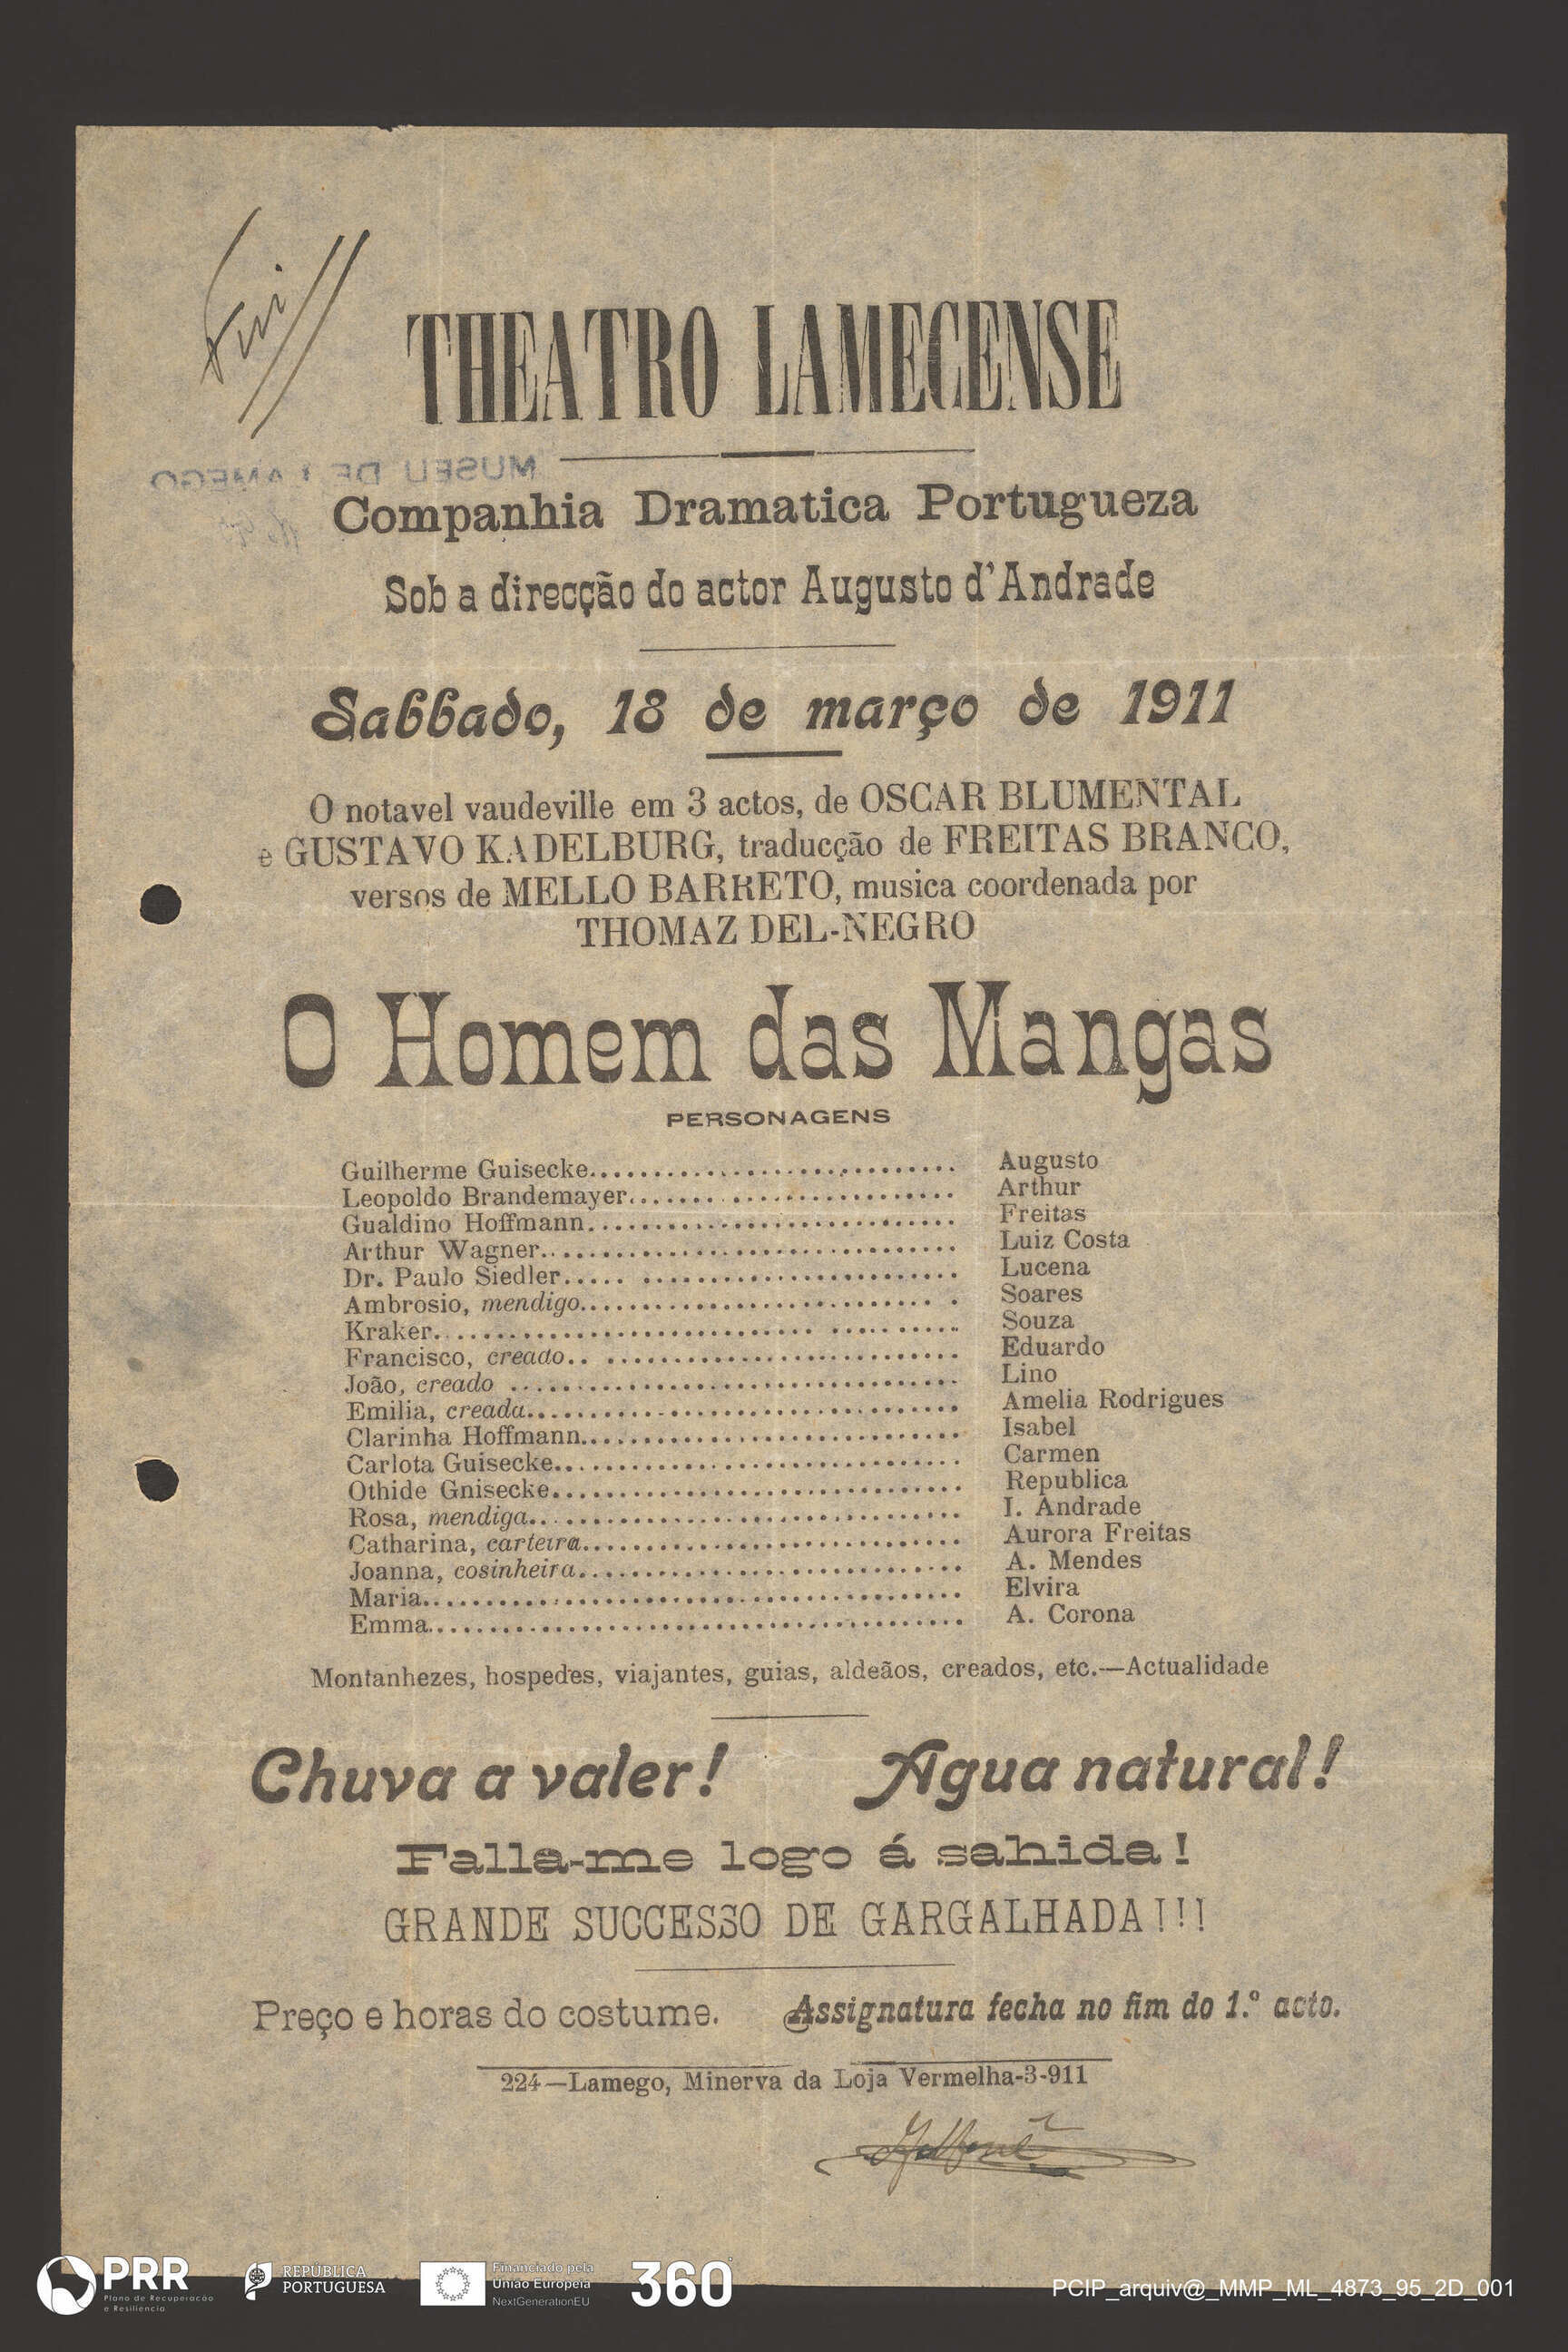 Fui
THEATRO LAMECENSE
MUSEU DE LAMEGO
Companhia Dramatica Portugueza
Sob a direcção do actor Augusto d'Andrade
Sabbado, 18 de março de 1911
O notavel vaudeville em 3 actos, de OSCAR BLUMENTAL
e GUSTAVO KADELBURG, traducção de FREITAS BRANCO,
versos de MELLO BARRETO, musica coordenada por
THOMAZ DEL-NEGRO
O Homem das Mangas
PERSONAGENS
Guilherme Guisecke.............................. Augusto
Leopoldo Brandemayer.......................... Arthur
Gualdino Hoffmann.............................. Freitas
Arthur Wagner.................................. Luiz Costa
Dr. Paulo Siedler..... .......................... Lucena
Ambrosio, mendigo............................ . Soares
Kraker............................... ..... ..... Souza
Francisco, creado.. ............................. Eduardo
João, creado .................................... Lino
Emilia, creada.................................. Amelia Rodrigues
Clarinha Hoffmann.............................. Isabel
Carlota Guisecke................................ Carmen
Othide Gnisecke................................. Republica
Rosa, mendiga.................................. I. Andrade
Catharina, carteira.............................. Aurora Freitas
Joanna, cosinheira............................... A. Mendes
Maria........................................... Elvira
Emma.......................................... A. Corona
Montanhezes, hospedes, viajantes, guias, aldeãos, creados, etc.—Actualidade
Chuva a valer! Agua natural!
Falla-me logo á sahida!
GRANDE SUCCESSO DE GARGALHADA!!!
Preço e horas do costume. Assignatura fecha no fim do 1.º acto.
224—Lamego, Minerva da Loja Vermelha-3-911
PRR
Plano de Recuperação
e Resiliência
REPÚBLICA
PORTUGUESA
Financiado pela
União Europeia
NextGenerationEU
360°
PCIP_arquiv@_MMP_ML_4873_95_2D_001